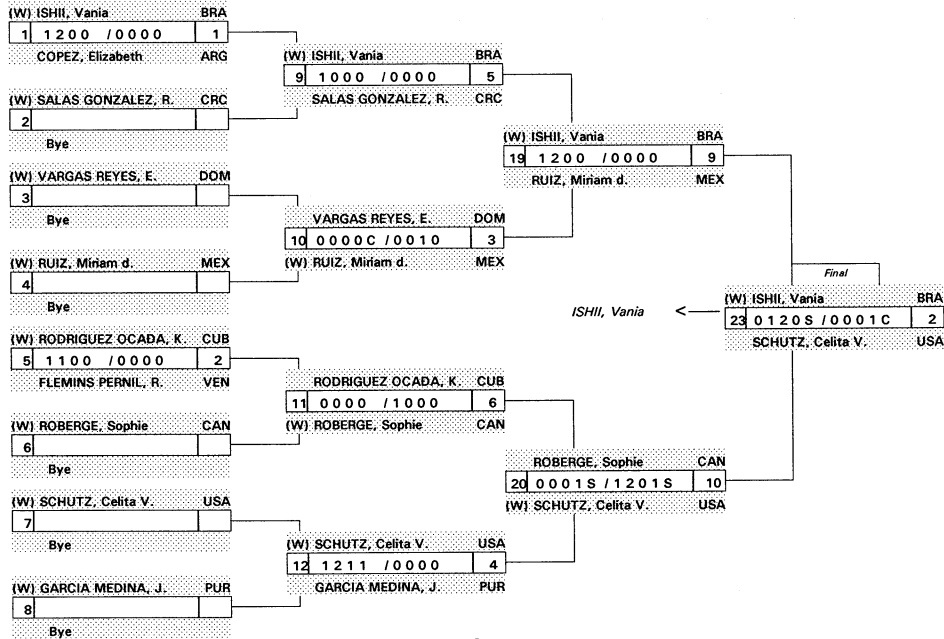 (W) ISHII, Vania BRA
1 1200 /0000 1
COPEZ, Elizabeth ARG
(W) SALAS GONZALEZ, R. CRC
2
Bye
(W) VARGAS REYES, E. DOM
3
Bye
(W) RUIZ, Miriam d. MEX
4
Bye
(W) RODRIGUEZ OCADA, K. CUB
5 1100 /0000 2
FLEMINS PERNIL, R. VEN
(W) ROBERGE, Sophie CAN
6
Bye
(W) SCHUTZ, Celita V. USA
7
Bye
(W) GARCIA MEDINA, J. PUR
8
Bye
(W) ISHII, Vania BRA
9 1000 /0000 5
SALAS GONZALEZ, R. CRC
VARGAS REYES, E. DOM
10 0000C /0010 3
(W) RUIZ, Miriam d. MEX
RODRIGUEZ OCADA, K. CUB
11 0000 /1000 6
(W) ROBERGE, Sophie CAN
(W) SCHUTZ, Celita V. USA
12 1211 /0000 4
GARCIA MEDINA, J. PUR
(W) ISHII, Vania BRA
19 1200 /0000 9
RUIZ, Miriam d. MEX
ROBERGE, Sophie CAN
20 0001S /1201S 10
(W) SCHUTZ, Celita V. USA
Final
(W) ISHII, Vania BRA
23 0120S /0001C 2
SCHUTZ, Celita V. USA
ISHII, Vania <